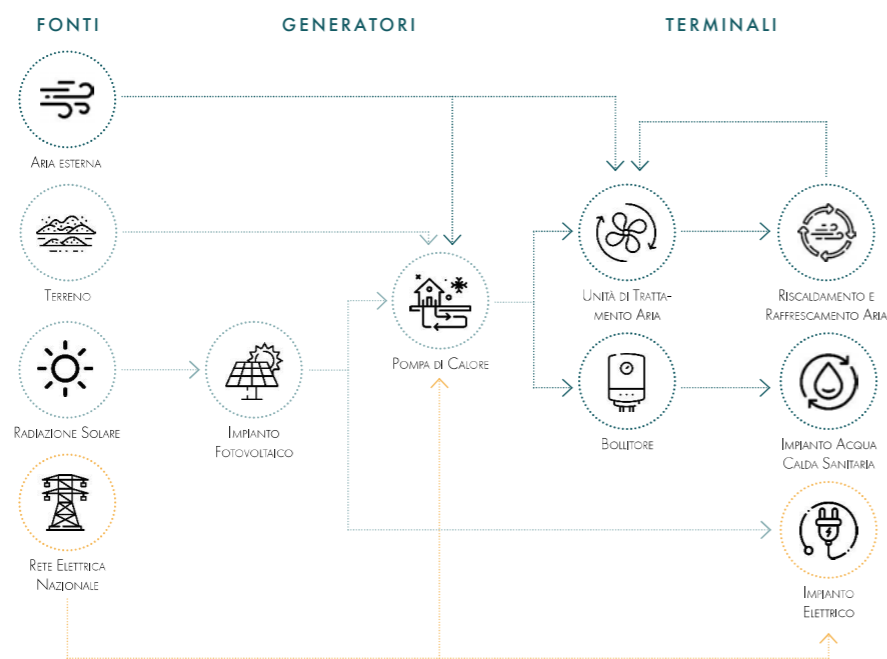 FONTI
GENERATORI
TERMINALI
ARIA ESTERNA
TERRENO
UNITÀ DI TRATTA-
MENTO ARIA
RISCALDAMENTO E
RAFFRESCAMENTO ARIA
POMPA DI CALORE
RADIAZIONE SOLARE
IMPIANTO
FOTOVOLTAICO
BOLLITORE
IMPIANTO ACQUA
CALDA SANITARIA
RETE ELETTRICA
NAZIONALE
IMPIANTO
ELETTRICO